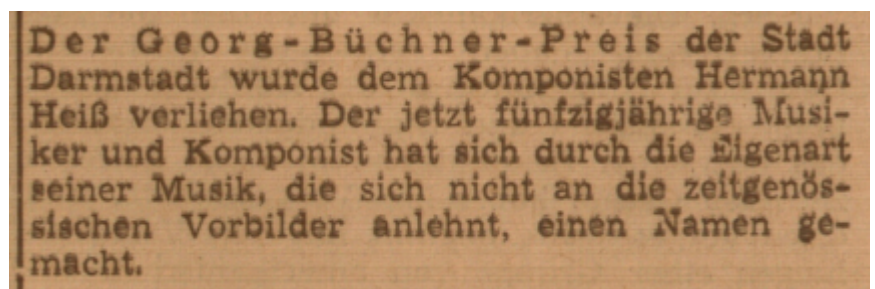 Der Georg-Büchner-Preis der Stadt
Darmstadt wurde dem Komponisten Hermann
Heiß verliehen. Der jetzt fünfzigjährige Musi-
ker und Komponist hat sich durch die Eigenart
seiner Musik, die sich nicht an die zeitgenös-
sischen Vorbilder anlehnt, einen Namen ge-
macht.